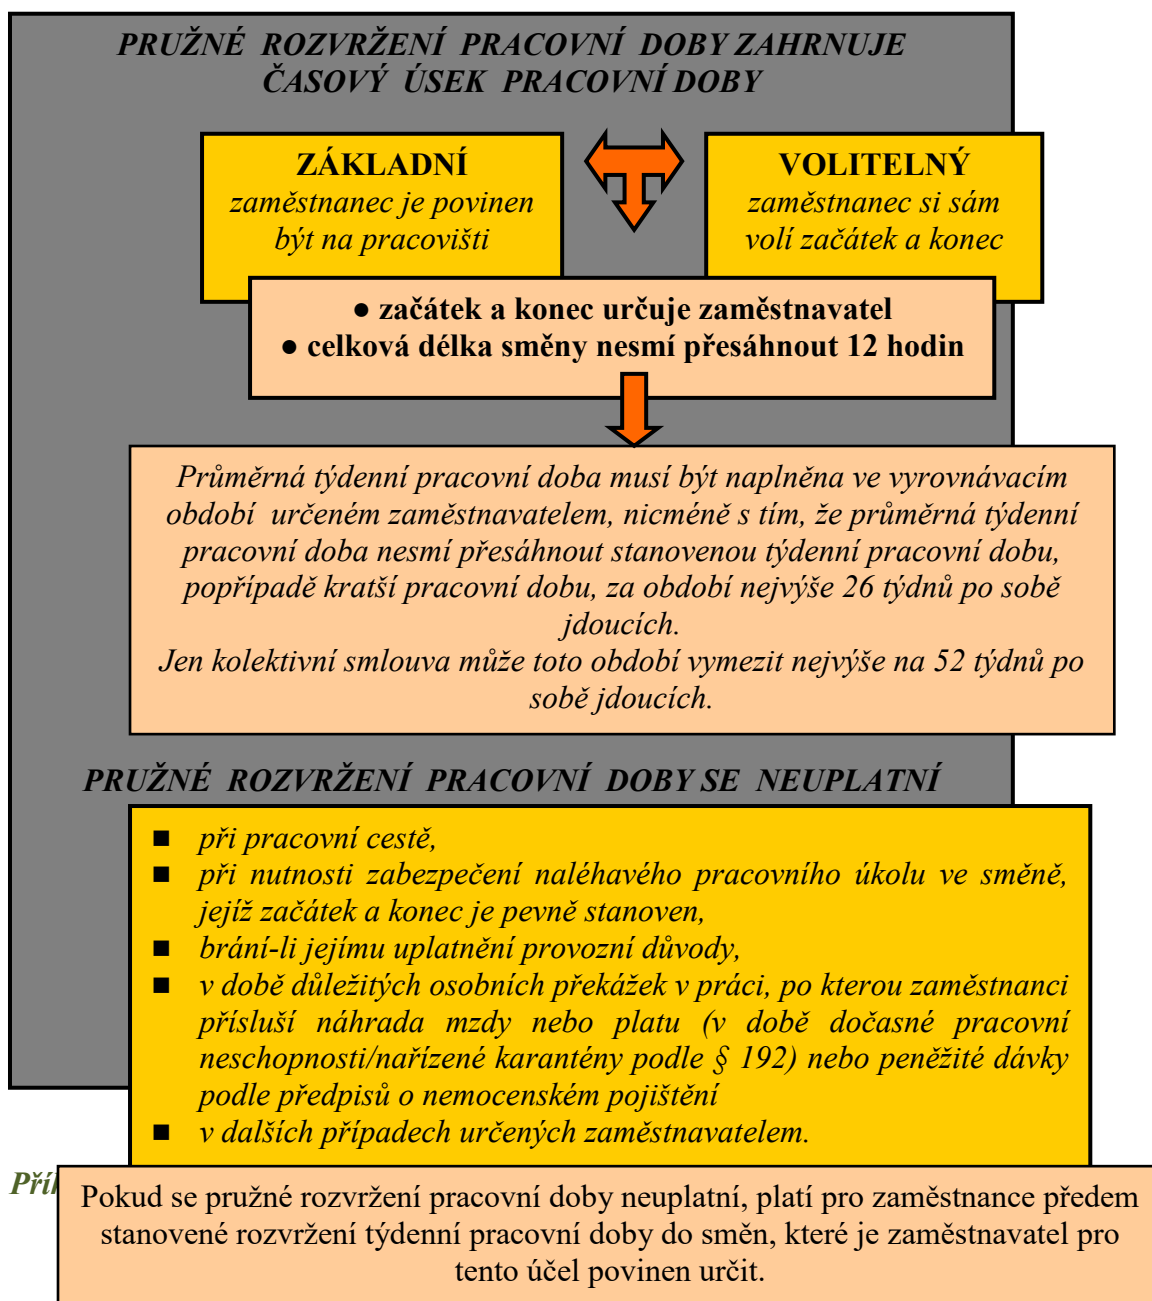 PRUŽNÉ ROZVRŽENÍ PRACOVNÍ DOBY ZAHRNUJE
ČASOVÝ ÚSEK PRACOVNÍ DOBY
ZÁKLADNÍ
zaměstnanec je povinen
být na pracovišti
VOLITELNÝ
zaměstnanec si sám
volí začátek a konec
● začátek a konec určuje zaměstnavatel
● celková délka směny nesmí přesáhnout 12 hodin
Průměrná týdenní pracovní doba musí být naplněna ve vyrovnávacím
období určeném zaměstnavatelem, nicméně s tím, že průměrná týdenní
pracovní doba nesmí přesáhnout stanovenou týdenní pracovní dobu,
popřípadě kratší pracovní dobu, za období nejvýše 26 týdnů po sobě
jdoucích.
Jen kolektivní smlouva může toto období vymezit nejvýše na 52 týdnů po
sobě jdoucích.
PRUŽNÉ ROZVRŽENÍ PRACOVNÍ DOBY SE NEUPLATNÍ
■ při pracovní cestě,
■ při nutnosti zabezpečení naléhavého pracovního úkolu ve směně,
jejíž začátek a konec je pevně stanoven,
■ brání-li jejímu uplatnění provozní důvody,
■ v době důležitých osobních překážek v práci, po kterou zaměstnanci
přísluší náhrada mzdy nebo platu (v době dočasné pracovní
neschopnosti/nařízené karantény podle § 192) nebo peněžité dávky
podle předpisů o nemocenském pojištění
■ v dalších případech určených zaměstnavatelem.
Pokud se pružné rozvržení pracovní doby neuplatní, platí pro zaměstnance předem
stanovené rozvržení týdenní pracovní doby do směn, které je zaměstnavatel pro
tento účel povinen určit.